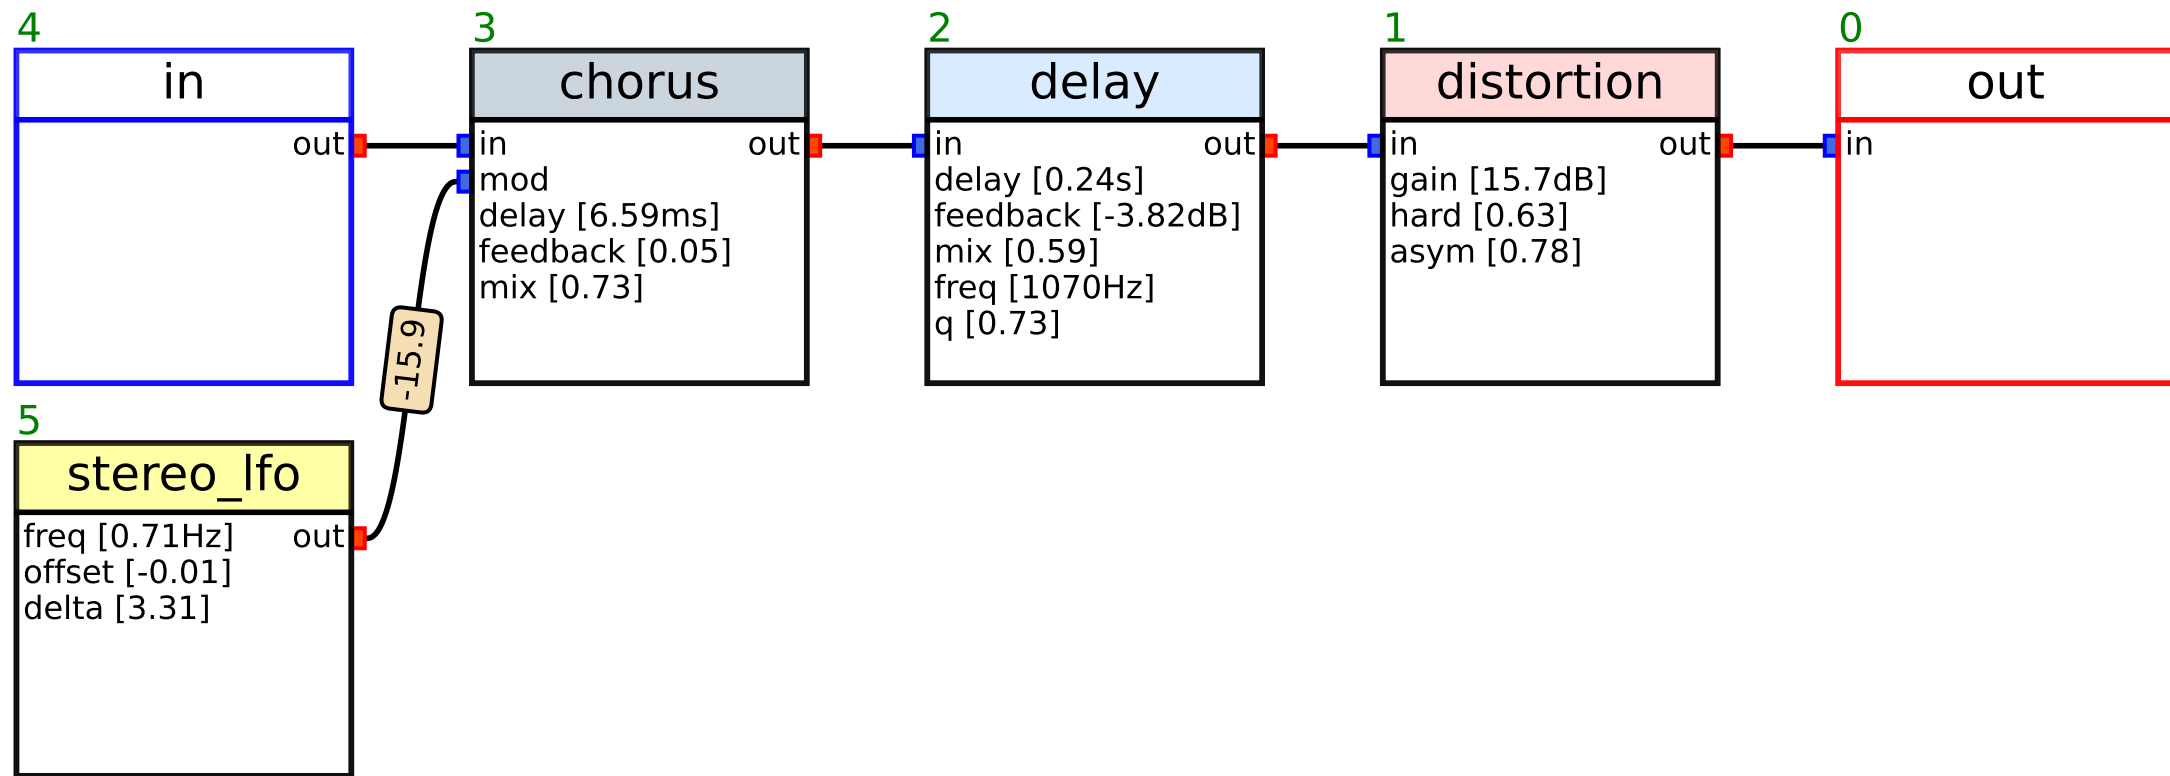 4
in
out
3
chorus
in
out
mod
delay [6.59ms]
feedback [0.05]
mix [0.73]
2
delay
in
out
delay [0.24s]
feedback [-3.82dB]
mix [0.59]
freq [1070Hz]
q [0.73]
1
distortion
in
out
gain [15.7dB]
hard [0.63]
asym [0.78]
0
out
in
-15.9
5
stereo_lfo
freq [0.71Hz]
out
offset [-0.01]
delta [3.31]